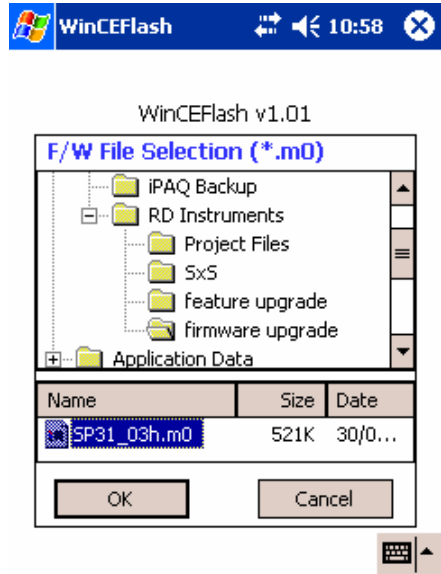 WinCEFlash 10:58
WinCEFlash v1.01
F/W File Selection (*.m0)
iPAQ Backup
RD Instruments
Project Files
SxS
feature upgrade
firmware upgrade
Application Data
Name Size Date
SP31_03h.m0 521K 30/0...
OK Cancel